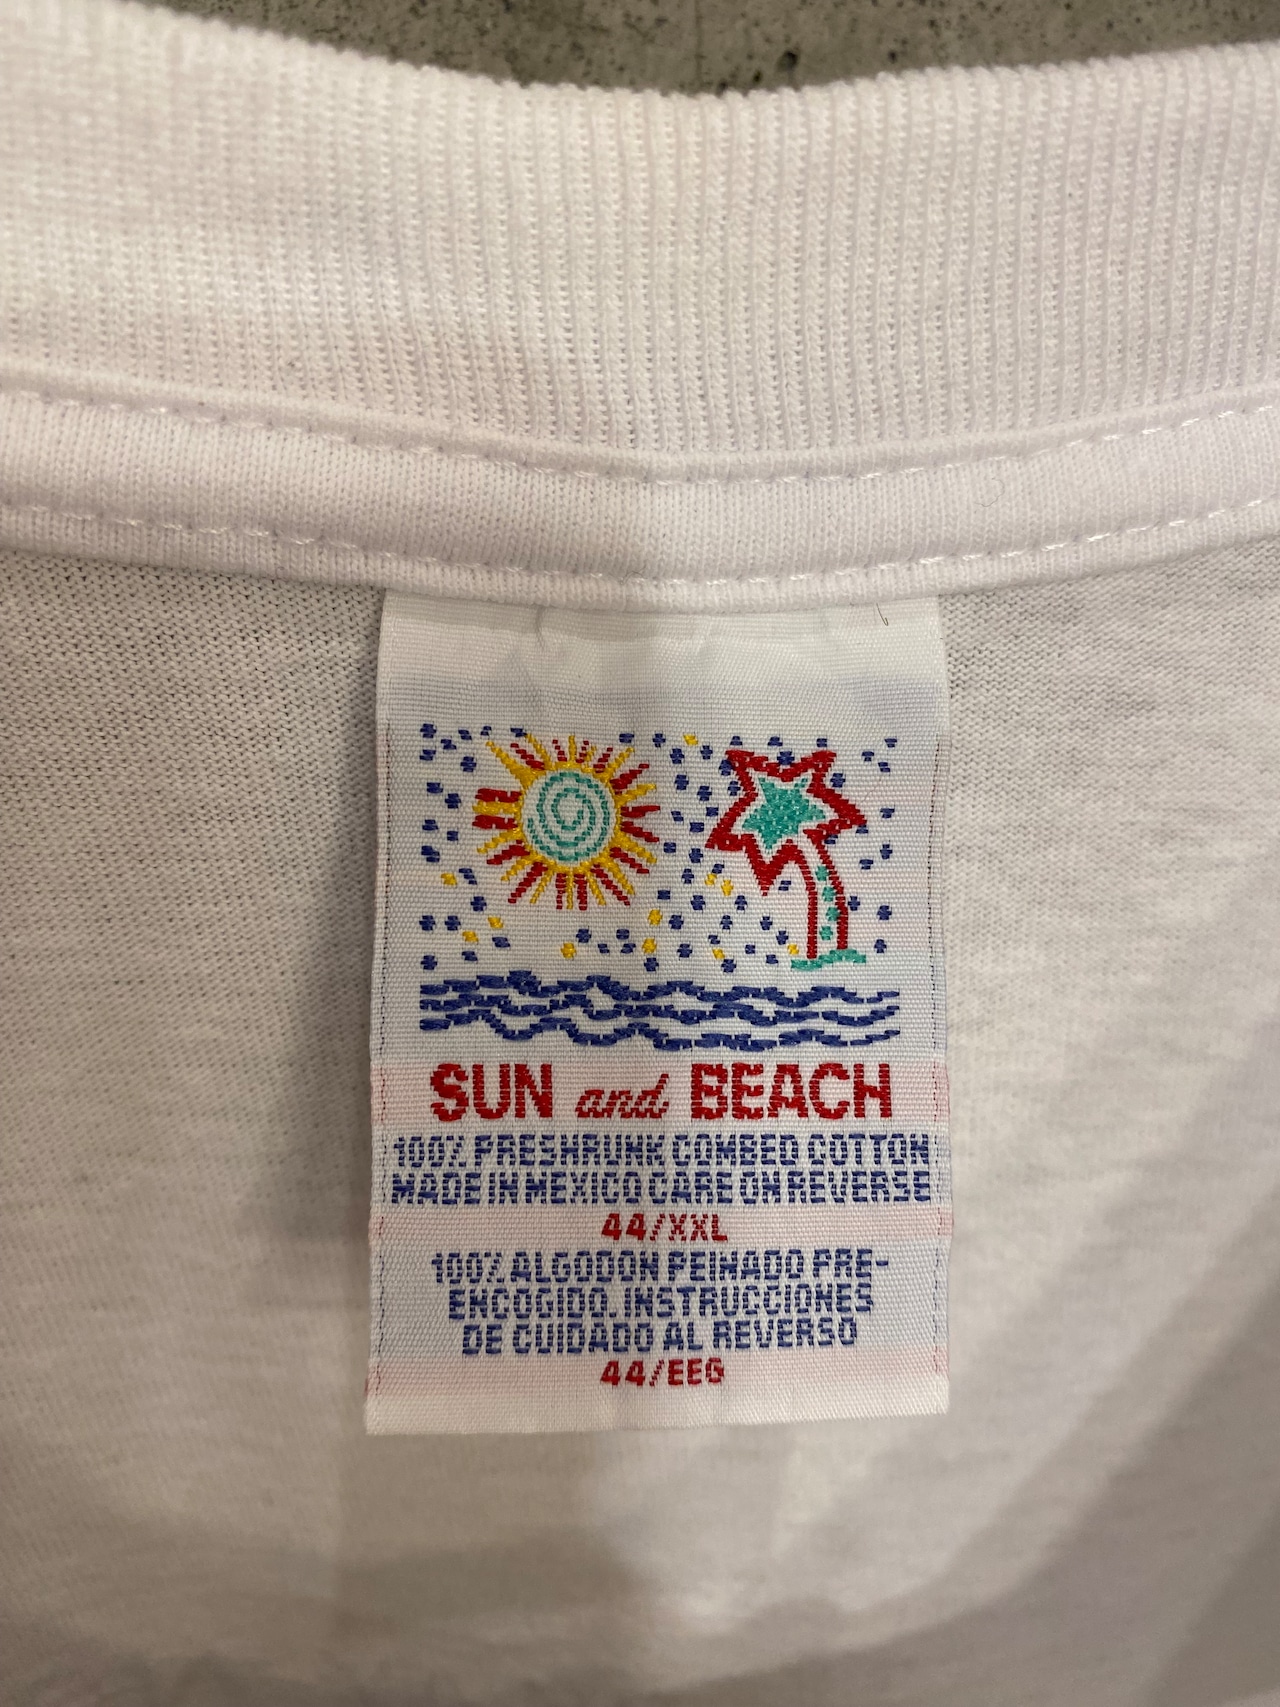 SUN and BEACH
100% PRESHRUNK COMBED COTTON
MADE IN MEXICO CARE ON REVERSE
44/XXL
100% ALGODON PEINADO PRE-
ENCOGIDO. INSTRUCCIONES
DE CUIDADO AL REVERSO
44/EEG